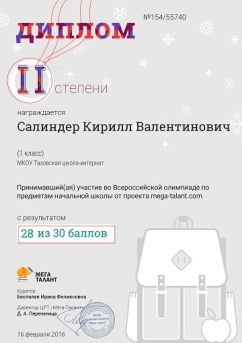 №154/55740
ДИПЛОМ
II степени
награждается
Салиндер Кирилл Валентинович
(1 класс)
МКОУ Тазовская школа-интернат
Принимавший(ая) участие во Всероссийской олимпиаде по
предметам начальной школы от проекта mega-talant.com
с результатом
28 из 30 баллов
МЕГА
ТАЛАНТ
Куратор
Беспалая Ирина Феликсовна
Директор ЦРТ «Мега-Талант»
Д. А.
16 февраля 2016